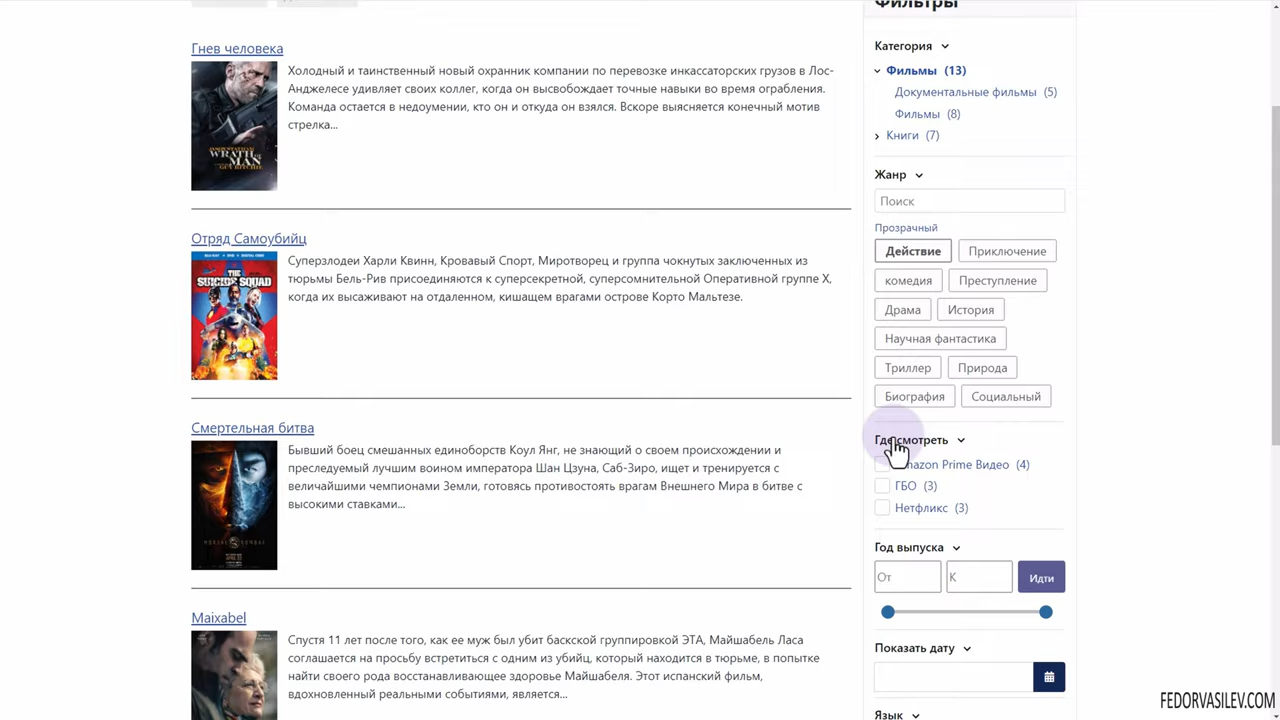 Фильтры
Гнев человека
Холодный и таинственный новый охранник компании по перевозке инкассаторских грузов в Лос-
Анджелесе удивляет своих коллег, когда он высвобождает точные навыки во время ограбления.
Команда остается в недоумении, кто он и откуда он взялся. Вскоре выясняется конечный мотив
стрелка...
WRATH OF
MAN
Отряд Самоубийц
Суперзлодеи Харли Квинн, Кровавый Спорт, Миротворец и группа чокнутых заключенных из
тюрьмы Бель-Рив присоединяются к суперсекретной, суперсомнительной Оперативной группе X,
когда их высаживают на отдаленном, кишащем врагами острове Корто Мальтезе.
THE
SUICIDE SQUAD
Смертельная битва
Бывший боец смешанных единоборств Коул Янг, не знающий о своем происхождении и
преследуемый лучшим воином императора Шан Цзуна, Саб-Зиро, ищет и тренируется с
величайшими чемпионами Земли, готовясь противостоять врагам Внешнего Мира в битве с
высокими ставками...
MORTAL KOMBAT
Maixabel
Спустя 11 лет после того, как ее муж был убит баскской группировкой ЭТА, Майшабель Ласа
соглашается на просьбу встретиться с одним из убийц, который находится в тюрьме, в попытке
найти своего рода восстанавливающее здоровье Майшабеля. Этот испанский фильм,
вдохновленный реальными событиями, является...
Категория
Фильмы (13)
Документальные фильмы (5)
Фильмы (8)
Книги (7)
Жанр
Поиск
Прозрачный
Действие Приключение
комедия Преступление
Драма История
Научная фантастика
Триллер Природа
Биография Социальный
Где смотреть
Amazon Prime Видео (4)
ГБО (3)
Нетфликс (3)
Год выпуска
От К Идти
Показать дату
Язык
FEDORVASILEV.COM